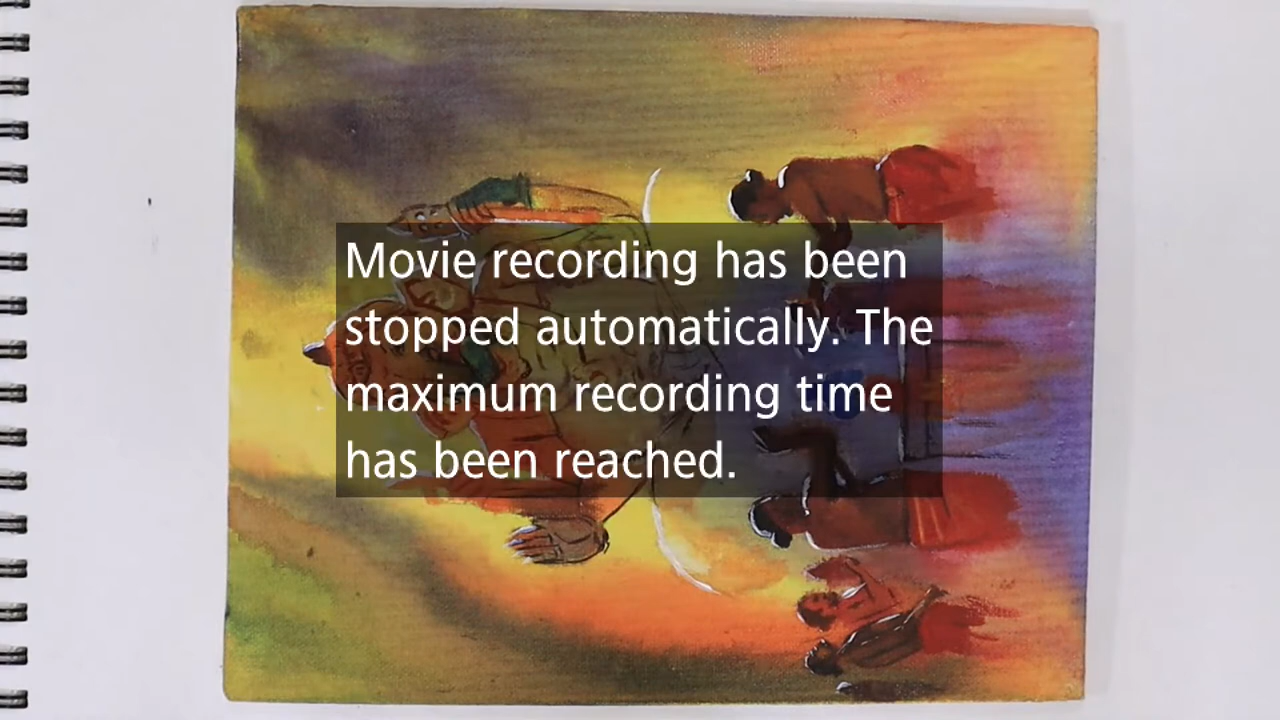 Movie recording has been
stopped automatically. The
maximum recording time
has been reached.